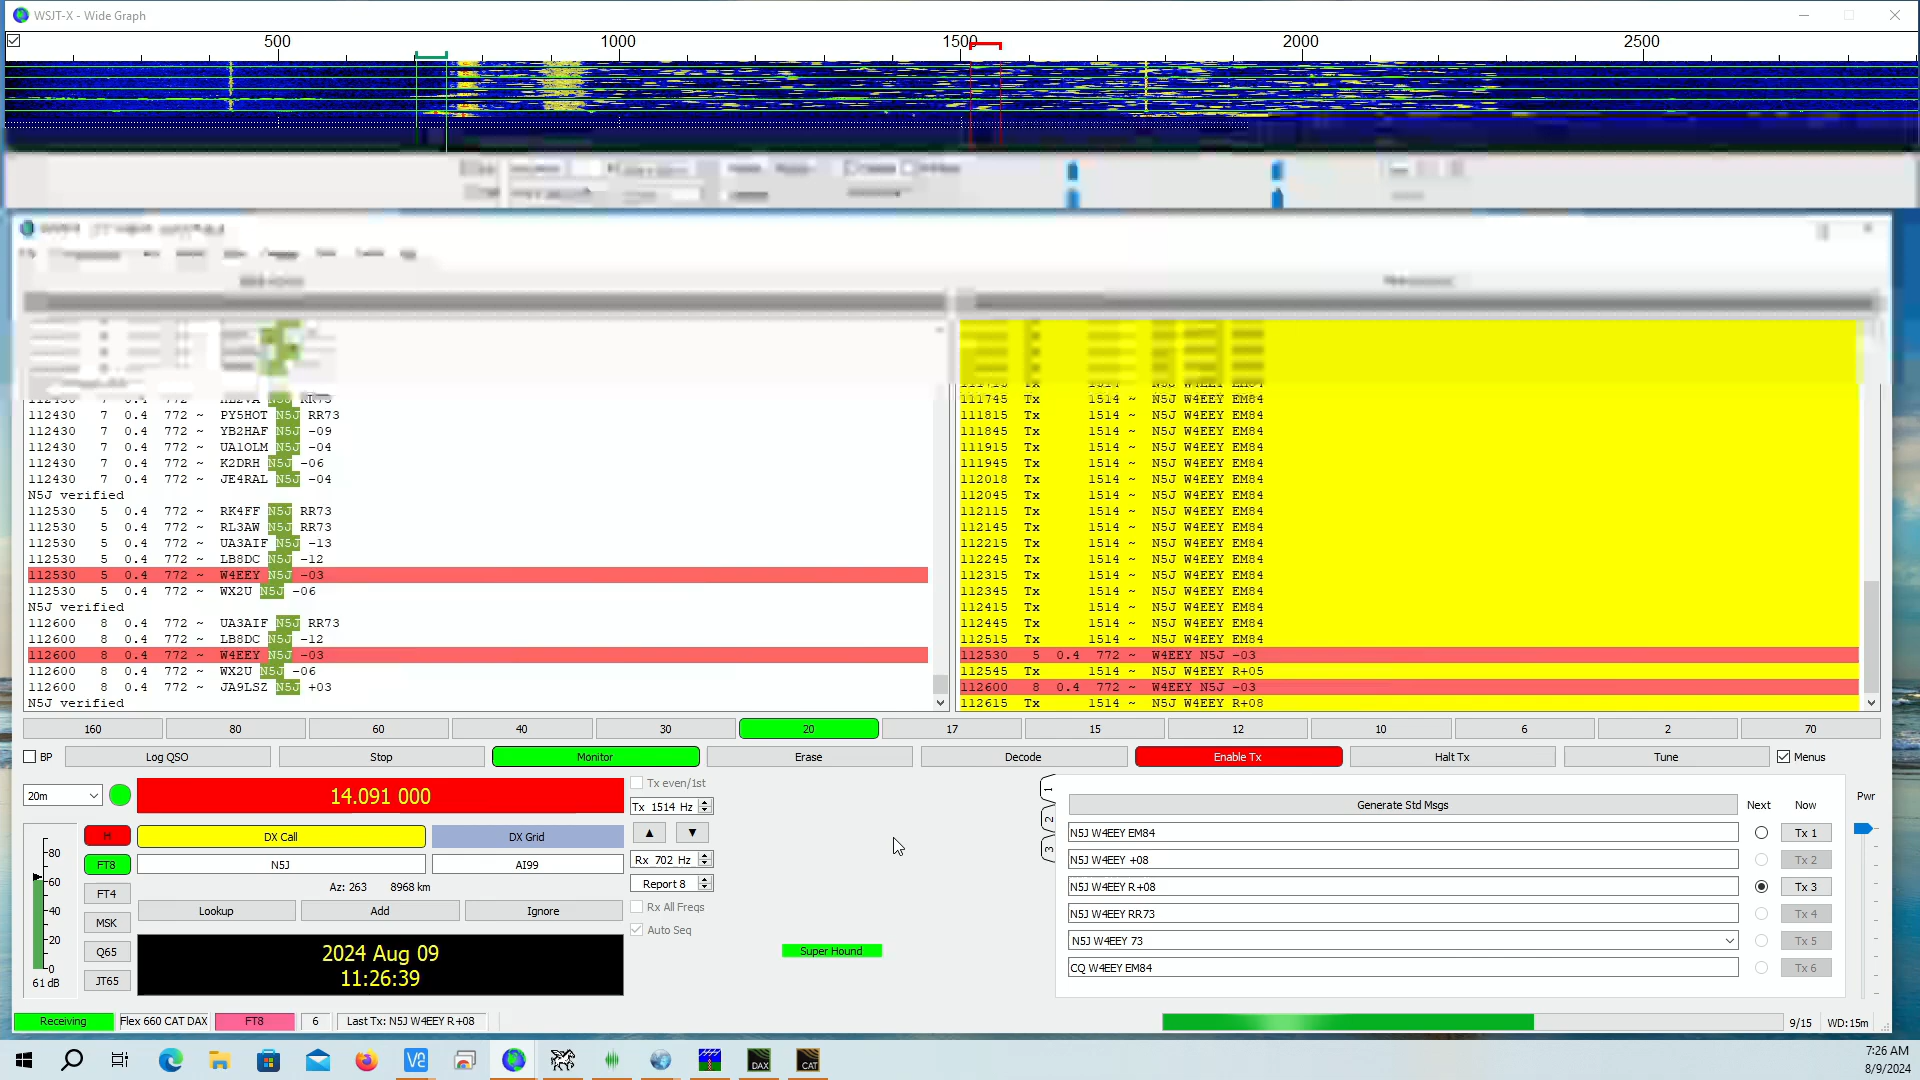 WSJT-X - Wide Graph
500 1000 1500 2000 2500
112430 7 0.4 772 ~ PY5HOT N5J RR73
112430 7 0.4 772 ~ YB2HAF N5J -09
112430 7 0.4 772 ~ UA1OLM N5J -04
112430 7 0.4 772 ~ K2DRH N5J -06
112430 7 0.4 772 ~ JE4RAL N5J -04
N5J verified
112530 5 0.4 772 ~ RK4FF N5J RR73
112530 5 0.4 772 ~ RL3AW N5J RR73
112530 5 0.4 772 ~ UA3AIF N5J -13
112530 5 0.4 772 ~ LB8DC N5J -12
112530 5 0.4 772 ~ W4EEY N5J -03
112530 5 0.4 772 ~ WX2U N5J -06
N5J verified
112600 8 0.4 772 ~ UA3AIF N5J RR73
112600 8 0.4 772 ~ LB8DC N5J -12
112600 8 0.4 772 ~ W4EEY N5J -03
112600 8 0.4 772 ~ WX2U N5J -06
112600 8 0.4 772 ~ JA9LSZ N5J +03
N5J verified
111745 Tx 1514 ~ N5J W4EEY EM84
111815 Tx 1514 ~ N5J W4EEY EM84
111845 Tx 1514 ~ N5J W4EEY EM84
111915 Tx 1514 ~ N5J W4EEY EM84
111945 Tx 1514 ~ N5J W4EEY EM84
112018 Tx 1514 ~ N5J W4EEY EM84
112045 Tx 1514 ~ N5J W4EEY EM84
112115 Tx 1514 ~ N5J W4EEY EM84
112145 Tx 1514 ~ N5J W4EEY EM84
112215 Tx 1514 ~ N5J W4EEY EM84
112245 Tx 1514 ~ N5J W4EEY EM84
112315 Tx 1514 ~ N5J W4EEY EM84
112345 Tx 1514 ~ N5J W4EEY EM84
112415 Tx 1514 ~ N5J W4EEY EM84
112445 Tx 1514 ~ N5J W4EEY EM84
112515 Tx 1514 ~ N5J W4EEY EM84
112530 5 0.4 772 ~ W4EEY N5J -03
112545 Tx 1514 ~ N5J W4EEY R+05
112600 8 0.4 772 ~ W4EEY N5J -03
112615 Tx 1514 ~ N5J W4EEY R+08
160 80 60 40 30 20 17 15 12 10 6 2 70
BP Log QSO Stop Monitor Erase Decode Enable Tx Halt Tx Tune Menus
20m 14.091 000
Tx even/1st
Tx 1514 Hz
H DX Call DX Grid
FT8 N5J AI99
Rx 702 Hz
Az: 263 8968 km
Report 8
FT4 Lookup Add Ignore
Rx All Freqs
MSK
Auto Seq
Q65 2024 Aug 09
Super Hound
JT65 11:26:39
80
60
40
20
0
61 dB
1
2
3
Generate Std Msgs Next Now Pwr
N5J W4EEY EM84 Tx 1
N5J W4EEY +08 Tx 2
N5J W4EEY R+08 Tx 3
N5J W4EEY RR73 Tx 4
N5J W4EEY 73 Tx 5
CQ W4EEY EM84 Tx 6
Receiving Flex 660 CAT DAX FT8 6 Last Tx: N5J W4EEY R+08 9/15 WD:15m
DAX CAT
7:26 AM
8/9/2024